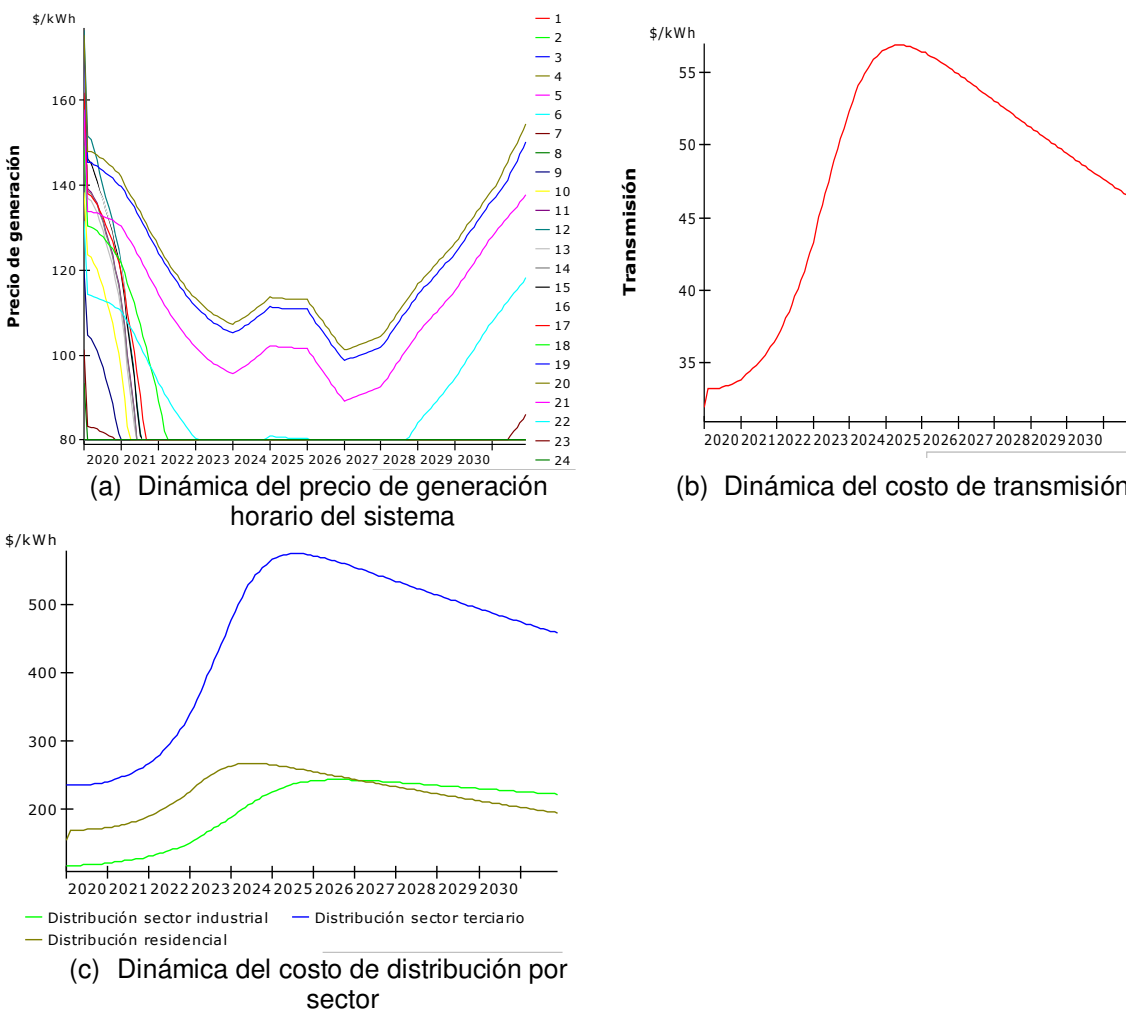 $/kWh
Precio de generación
160
140
120
100
80
2020 2021 2022 2023 2024 2025 2026 2027 2028 2029 2030
1
2
3
4
5
6
7
8
9
10
11
12
13
14
15
16
17
18
19
20
21
22
23
24
(a) Dinámica del precio de generación
horario del sistema
$/kWh
Transmisión
55
50
45
40
35
2020 2021 2022 2023 2024 2025 2026 2027 2028 2029 2030
(b) Dinámica del costo de transmisión
$/kWh
500
400
300
200
2020 2021 2022 2023 2024 2025 2026 2027 2028 2029 2030
Distribución sector industrial Distribución sector terciario
Distribución residencial
(c) Dinámica del costo de distribución por
sector